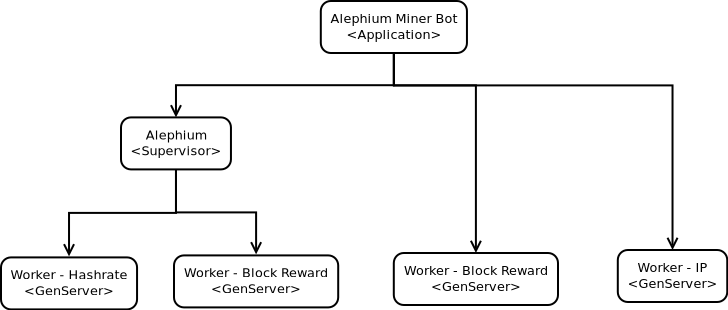 Alephium Miner Bot
<Application>
Alephium
<Supervisor>
Worker - Hashrate
<GenServer>
Worker - Block Reward
<GenServer>
Worker - Block Reward
<GenServer>
Worker - IP
<GenServer>